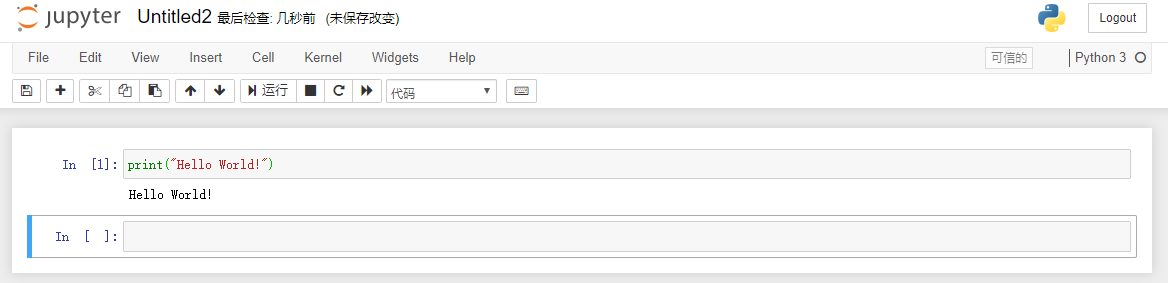 jupyter Untitled2 最后检查: 几秒前 (未保存改变) Logout
File Edit View Insert Cell Kernel Widgets Help 可信的 Python 3
运行 代码
In [1]: print("Hello World!")
Hello World!
In [ ]: